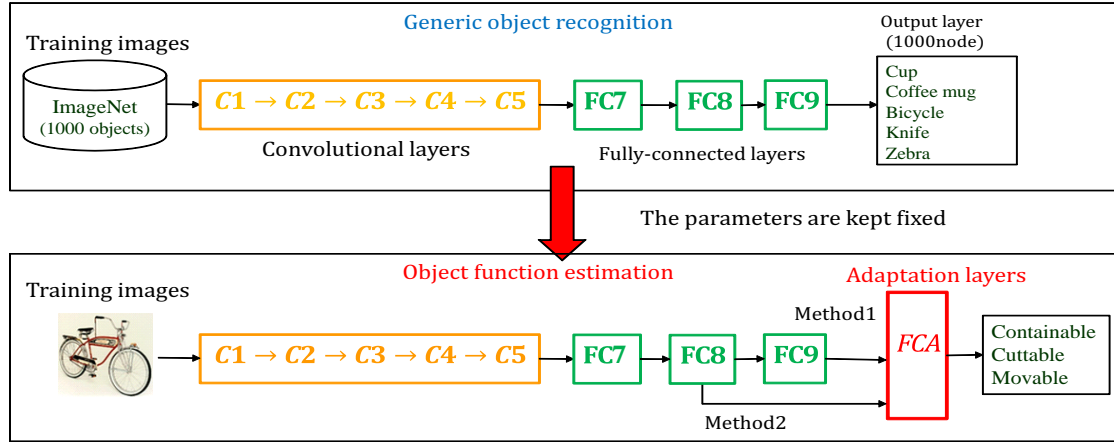 Generic object recognition
Output layer
(1000node)
Training images
ImageNet
(1000 objects)
C1 → C2 → C3 → C4 → C5
FC7
FC8
FC9
Cup
Coffee mug
Bicycle
Knife
Zebra
Convolutional layers
Fully-connected layers
The parameters are kept fixed
Object function estimation
Adaptation layers
Training images
Method1
C1 → C2 → C3 → C4 → C5
FC7
FC8
FC9
FCA
Containable
Cuttable
Movable
Method2